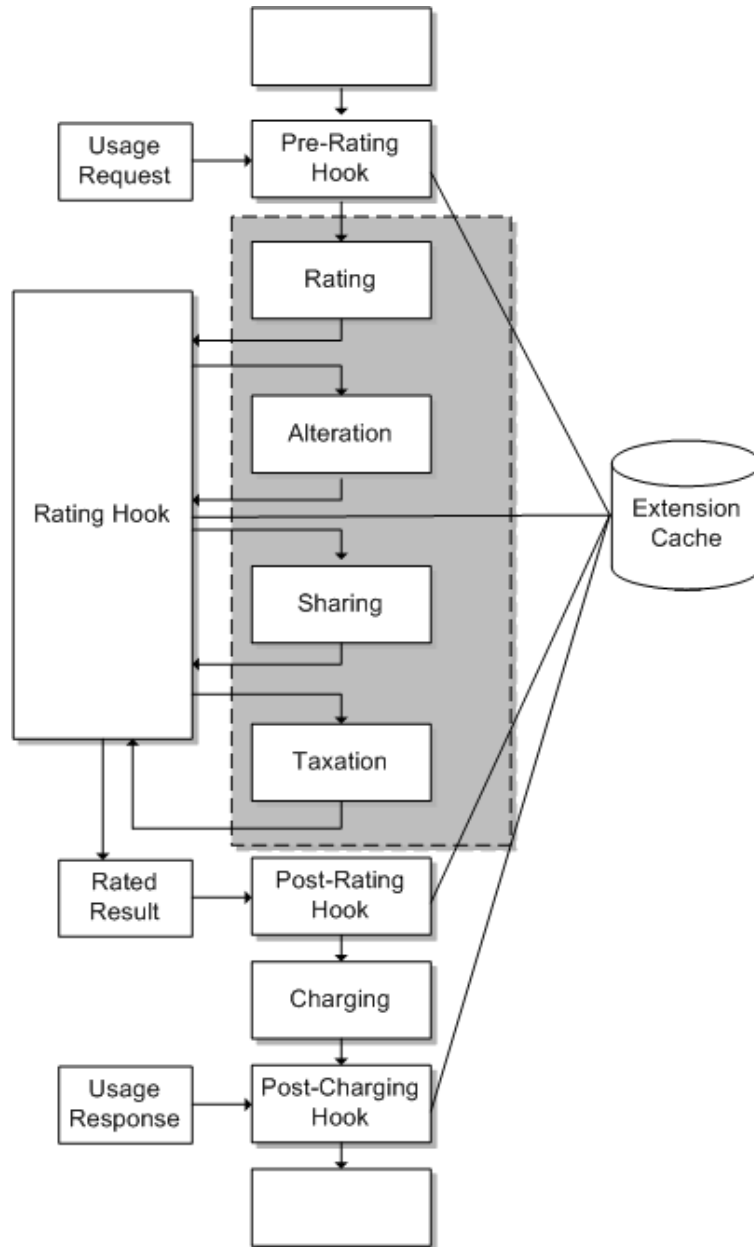 Usage
Request
Pre-Rating
Hook
Rating
Rating Hook
Alteration
Extension
Cache
Sharing
Taxation
Rated
Result
Post-Rating
Hook
Charging
Usage
Response
Post-Charging
Hook